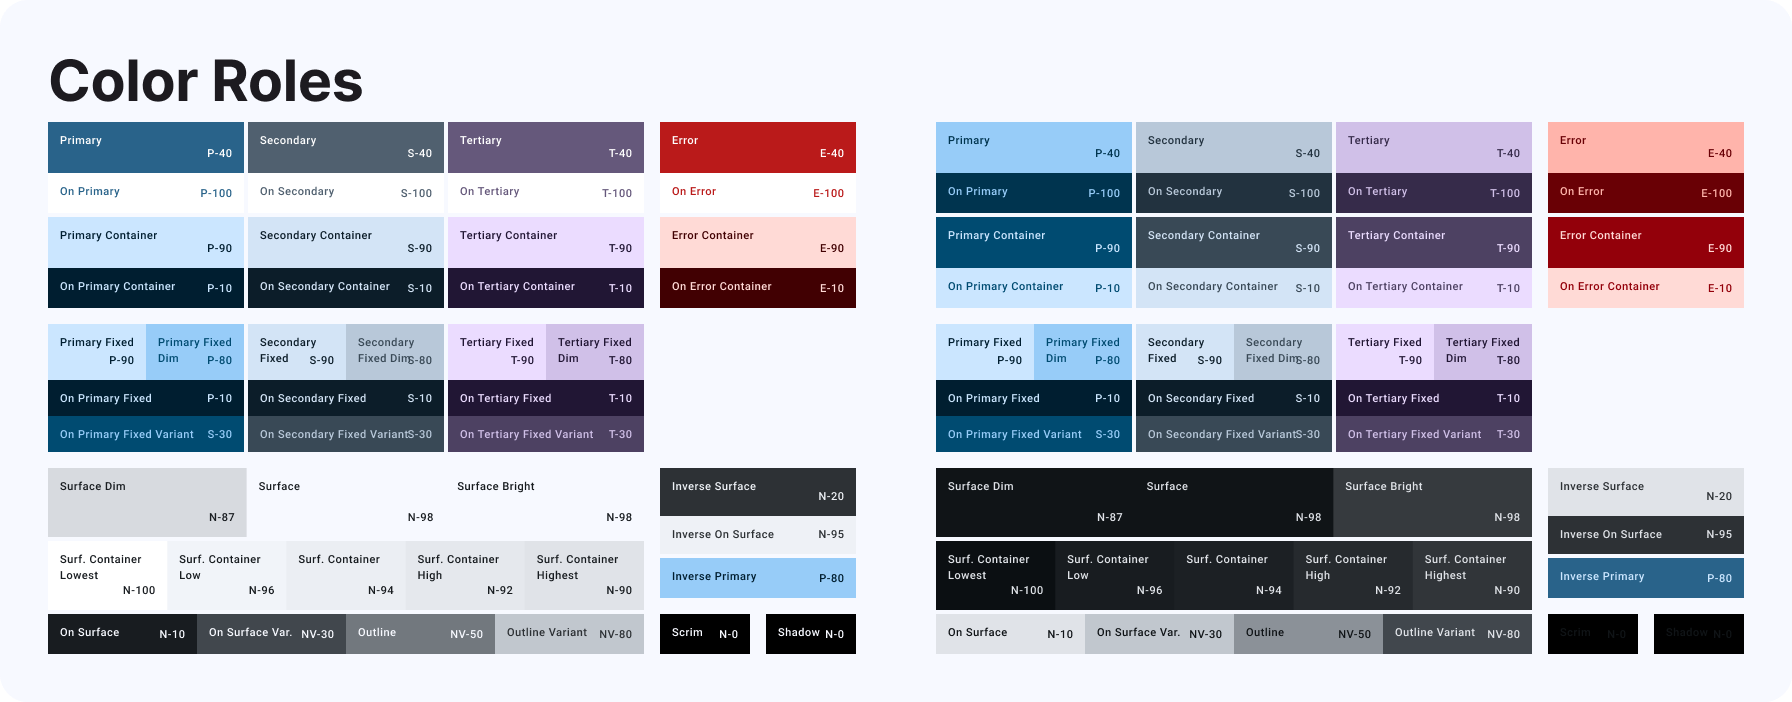 Color Roles
Primary
P-40
On Primary
P-100
Primary Container
P-90
On Primary Container
P-10
Secondary
S-40
On Secondary
S-100
Secondary Container
S-90
On Secondary Container
S-10
Tertiary
T-40
On Tertiary
T-100
Tertiary Container
T-90
On Tertiary Container
T-10
Error
E-40
On Error
E-100
Error Container
E-90
On Error Container
E-10
Primary Fixed
P-90
Primary Fixed
Dim P-80
On Primary Fixed
P-10
On Primary Fixed Variant
S-30
Secondary
Fixed S-90
Secondary
Fixed Dim S-80
On Secondary Fixed
S-10
On Secondary Fixed Variant
S-30
Tertiary Fixed
T-90
Tertiary Fixed
Dim T-80
On Tertiary Fixed
T-10
On Tertiary Fixed Variant
T-30
Surface Dim
N-87
Surface
N-98
Surface Bright
N-98
Surf. Container
Lowest
N-100
Surf. Container
Low
N-96
Surf. Container
N-94
Surf. Container
High
N-92
Surf. Container
Highest
N-90
On Surface
N-10
On Surface Var.
NV-30
Outline
NV-50
Outline Variant
NV-80
Inverse Surface
N-20
Inverse On Surface
N-95
Inverse Primary
P-80
Scrim
N-0
Shadow
N-0
Primary
P-40
On Primary
P-100
Primary Container
P-90
On Primary Container
P-10
Secondary
S-40
On Secondary
S-100
Secondary Container
S-90
On Secondary Container
S-10
Tertiary
T-40
On Tertiary
T-100
Tertiary Container
T-90
On Tertiary Container
T-10
Error
E-40
On Error
E-100
Error Container
E-90
On Error Container
E-10
Primary Fixed
P-90
Primary Fixed
Dim P-80
On Primary Fixed
P-10
On Primary Fixed Variant
S-30
Secondary
Fixed S-90
Secondary
Fixed Dim S-80
On Secondary Fixed
S-10
On Secondary Fixed Variant
S-30
Tertiary Fixed
T-90
Tertiary Fixed
Dim T-80
On Tertiary Fixed
T-10
On Tertiary Fixed Variant
T-30
Surface Dim
N-87
Surface
N-98
Surface Bright
N-98
Surf. Container
Lowest
N-100
Surf. Container
Low
N-96
Surf. Container
N-94
Surf. Container
High
N-92
Surf. Container
Highest
N-90
On Surface
N-10
On Surface Var.
NV-30
Outline
NV-50
Outline Variant
NV-80
Inverse Surface
N-20
Inverse On Surface
N-95
Inverse Primary
P-80
Scrim
N-0
Shadow
N-0